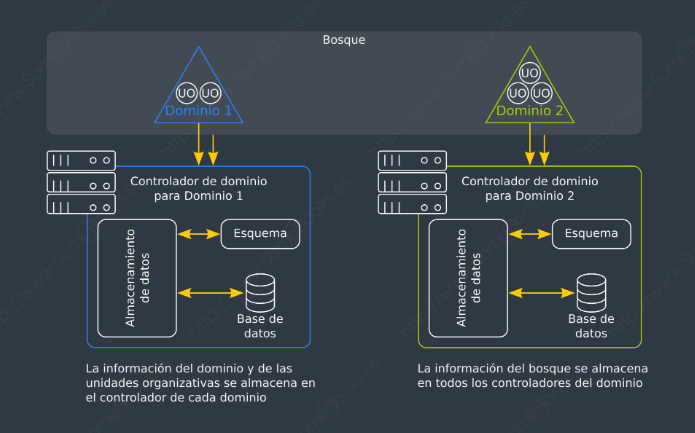 Bosque
UO UO
Dominio 1
UO
UO UO
Dominio 2
Controlador de dominio
para Dominio 1
Almacenamiento
de datos
Esquema
Base de
datos
Controlador de dominio
para Dominio 2
Almacenamiento
de datos
Esquema
Base de
datos
La información del dominio y de las
unidades organizativas se almacena en
el controlador de cada dominio
La información del bosque se almacena
en todos los controladores del dominio